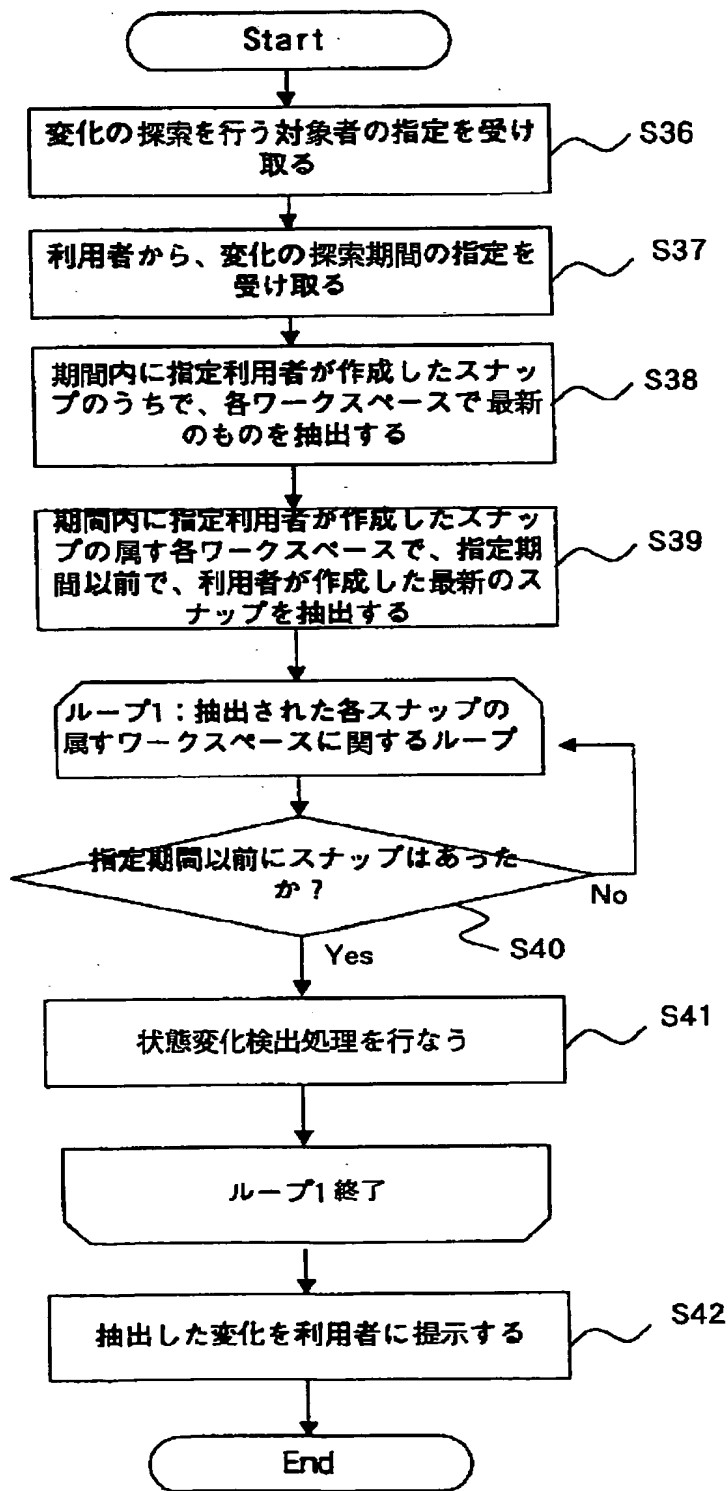 Start
変化の探索を行う対象者の指定を受け
取る
S36
利用者から、変化の探索期間の指定を
受け取る
S37
期間内に指定利用者が作成したスナッ
プのうちで、各ワークスペースで最新
のものを抽出する
S38
期間内に指定利用者が作成したスナッ
プの属す各ワークスペースで、指定期
間以前で、利用者が作成した最新のス
ナップを抽出する
S39
ループ1：抽出された各スナップの
属すワークスペースに関するループ
指定期間以前にスナップはあった
か？
No
S40
Yes
状態変化検出処理を行なう
S41
ループ1終了
抽出した変化を利用者に提示する
S42
End